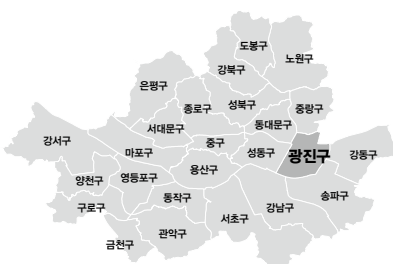 도봉구
노원구
강북구
은평구
종로구
성북구
중랑구
서대문구
동대문구
강서구
마포구
중구
성동구
광진구
강동구
양천구
영등포구
용산구
송파구
구로구
동작구
서초구
강남구
금천구
관악구